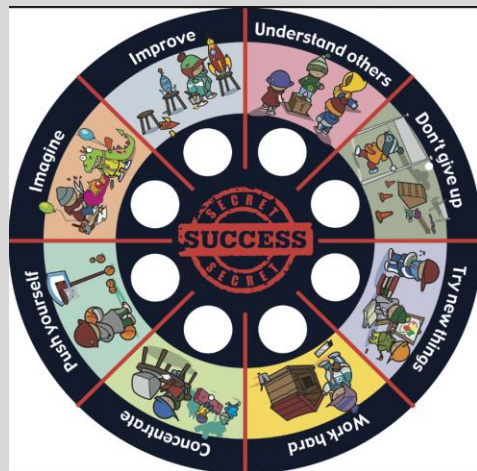 Improve
Understand others
Don't give up
Try new things
Work hard
Concentrate
Push yourself
Imagine
SECRET
SUCCESS
SECRET